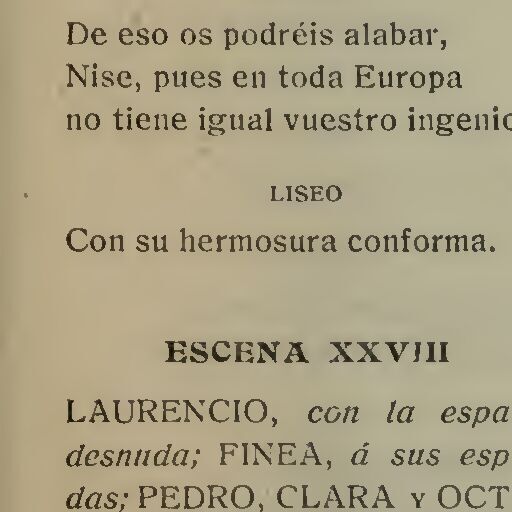 De eso os podréis alabar,
Nise, pues en toda Europa
no tiene igual vuestro ingenio
LISEO
Con su hermosura conforma.
ESCENA XXVIII
LAURENCIO, con la espa
desnuda; FINEA, á sus esp
das; PEDRO, CLARA Y OCT